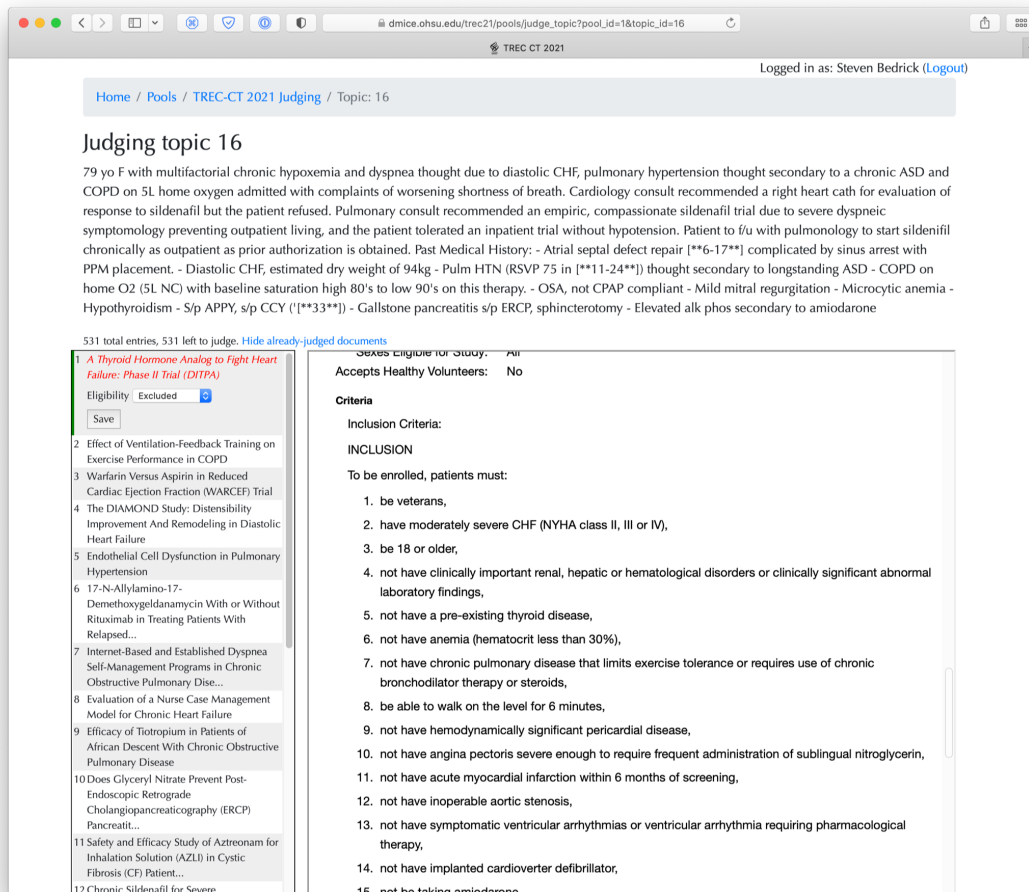 dmice.ohsu.edu/trec21/pools/judge_topic?pool_id=1&topic_id=16
TREC CT 2021
Logged in as: Steven Bedrick (Logout)
Home / Pools / TREC-CT 2021 Judging / Topic: 16
Judging topic 16
79 yo F with multifactorial chronic hypoxemia and dyspnea thought due to diastolic CHF, pulmonary hypertension thought secondary to a chronic ASD and
COPD on 5L home oxygen admitted with complaints of worsening shortness of breath. Cardiology consult recommended a right heart cath for evaluation of
response to sildenafil but the patient refused. Pulmonary consult recommended an empiric, compassionate sildenafil trial due to severe dyspneic
symptomology preventing outpatient living, and the patient tolerated an inpatient trial without hypotension. Patient to f/u with pulmonology to start sildenifil
chronically as outpatient as prior authorization is obtained. Past Medical History: - Atrial septal defect repair [**6-17**] complicated by sinus arrest with
PPM placement. - Diastolic CHF, estimated dry weight of 94kg - Pulm HTN (RSVP 75 in [**11-24**]) thought secondary to longstanding ASD - COPD on
home O2 (5L NC) with baseline saturation high 80's to low 90's on this therapy. - OSA, not CPAP compliant - Mild mitral regurgitation - Microcytic anemia -
Hypothyroidism - S/p APPY, s/p CCY ('[**33**]) - Gallstone pancreatitis s/p ERCP, sphincterotomy - Elevated alk phos secondary to amiodarone
531 total entries, 531 left to judge. Hide already-judged documents
1 A Thyroid Hormone Analog to Fight Heart
Failure: Phase II Trial (DITPA)
Eligibility Excluded
Save
2 Effect of Ventilation-Feedback Training on
Exercise Performance in COPD
3 Warfarin Versus Aspirin in Reduced
Cardiac Ejection Fraction (WARCEF) Trial
4 The DIAMOND Study: Distensibility
Improvement And Remodeling in Diastolic
Heart Failure
5 Endothelial Cell Dysfunction in Pulmonary
Hypertension
6 17-N-Allylamino-17-
Demethoxygeldanamycin With or Without
Rituximab in Treating Patients With
Relapsed...
7 Internet-Based and Established Dyspnea
Self-Management Programs in Chronic
Obstructive Pulmonary Dise...
8 Evaluation of a Nurse Case Management
Model for Chronic Heart Failure
9 Efficacy of Tiotropium in Patients of
African Descent With Chronic Obstructive
Pulmonary Disease
10 Does Glyceryl Nitrate Prevent Post-
Endoscopic Retrograde
Cholangiopancreaticography (ERCP)
Pancreatit...
11 Safety and Efficacy Study of Aztreonam for
Inhalation Solution (AZLI) in Cystic
Fibrosis (CF) Patient...
12 Chronic Sildenafil for Severe
Sexes Eligible for Study: All
Accepts Healthy Volunteers: No
Criteria
Inclusion Criteria:
INCLUSION
To be enrolled, patients must:
1. be veterans,
2. have moderately severe CHF (NYHA class II, III or IV),
3. be 18 or older,
4. not have clinically important renal, hepatic or hematological disorders or clinically significant abnormal
laboratory findings,
5. not have a pre-existing thyroid disease,
6. not have anemia (hematocrit less than 30%),
7. not have chronic pulmonary disease that limits exercise tolerance or requires use of chronic
bronchodilator therapy or steroids,
8. be able to walk on the level for 6 minutes,
9. not have hemodynamically significant pericardial disease,
10. not have angina pectoris severe enough to require frequent administration of sublingual nitroglycerin,
11. not have acute myocardial infarction within 6 months of screening,
12. not have inoperable aortic stenosis,
13. not have symptomatic ventricular arrhythmias or ventricular arrhythmia requiring pharmacological
therapy,
14. not have implanted cardioverter defibrillator,
15. not be taking amiodarone